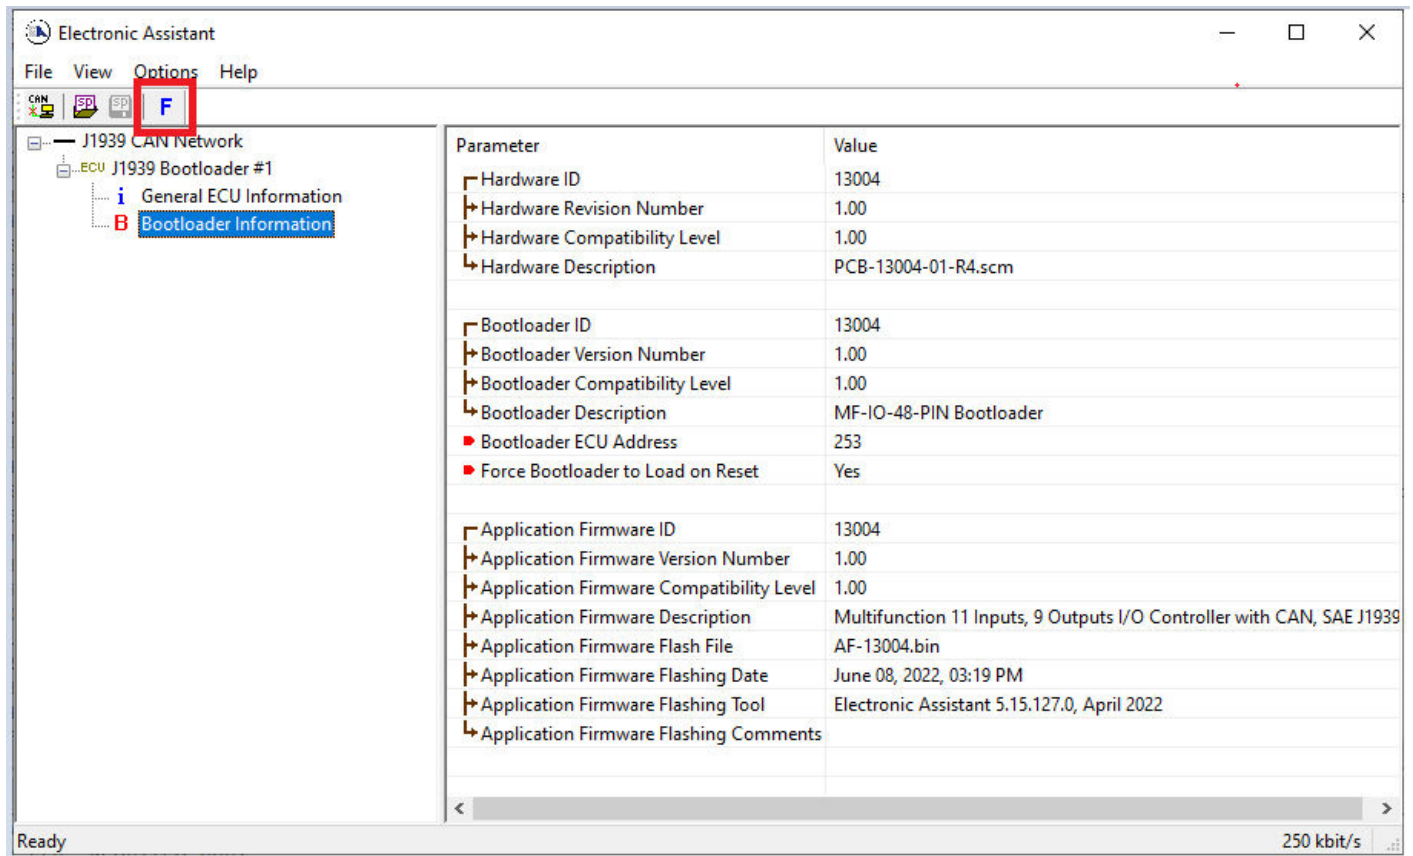 Electronic Assistant
File View Options Help
CAN SP SP F
J1939 CAN Network
ECU J1939 Bootloader #1
i General ECU Information
B Bootloader Information
Parameter Value
Hardware ID 13004
Hardware Revision Number 1.00
Hardware Compatibility Level 1.00
Hardware Description PCB-13004-01-R4.scm
Bootloader ID 13004
Bootloader Version Number 1.00
Bootloader Compatibility Level 1.00
Bootloader Description MF-IO-48-PIN Bootloader
Bootloader ECU Address 253
Force Bootloader to Load on Reset Yes
Application Firmware ID 13004
Application Firmware Version Number 1.00
Application Firmware Compatibility Level 1.00
Application Firmware Description Multifunction 11 Inputs, 9 Outputs I/O Controller with CAN, SAE J1939
Application Firmware Flash File AF-13004.bin
Application Firmware Flashing Date June 08, 2022, 03:19 PM
Application Firmware Flashing Tool Electronic Assistant 5.15.127.0, April 2022
Application Firmware Flashing Comments
Ready 250 kbit/s